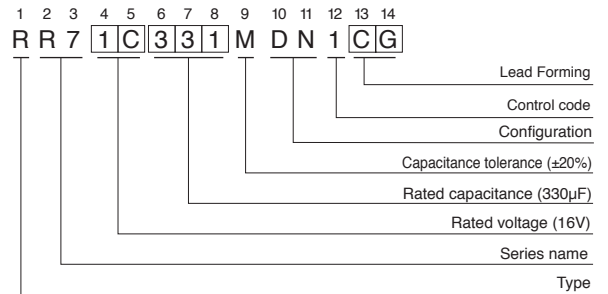 1 2 3 4 5 6 7 8 9 10 11 12 13 14
R R 7 1 C 3 3 1 M D N 1 C G
Lead Forming
Control code
Configuration
Capacitance tolerance (±20%)
Rated capacitance (330µF)
Rated voltage (16V)
Series name
Type